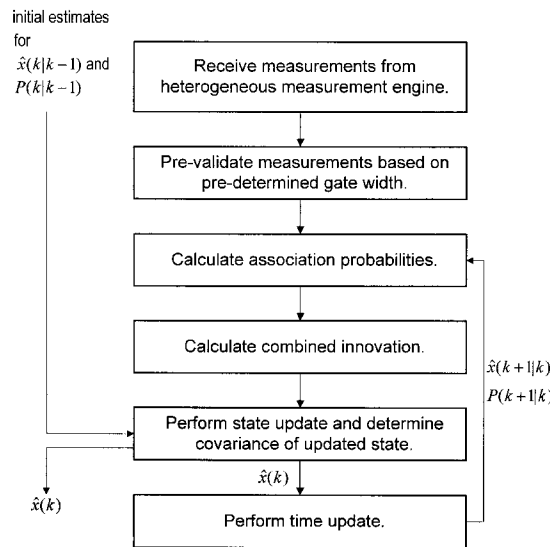 initial estimates
for
x̂(k|k−1) and
P(k|k−1)
Receive measurements from
heterogeneous measurement engine.
Pre-validate measurements based on
pre-determined gate width.
Calculate association probabilities.
Calculate combined innovation.
x̂(k+1|k)
P(k+1|k)
Perform state update and determine
covariance of updated state.
x̂(k)
x̂(k)
Perform time update.